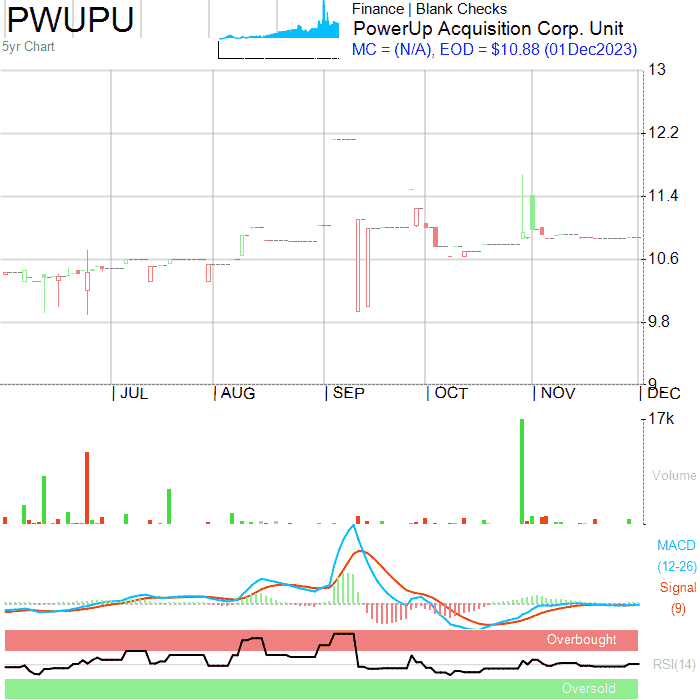 PWUPU
5yr Chart
Finance | Blank Checks
PowerUp Acquisition Corp. Unit
MC = (N/A), EOD = $10.88 (01Dec2023)
13
12.2
11.4
10.6
9.8
9
JUL AUG SEP OCT NOV DEC
17k
Volume
MACD
(12-26)
Signal
(9)
Overbought
RSI(14)
Oversold